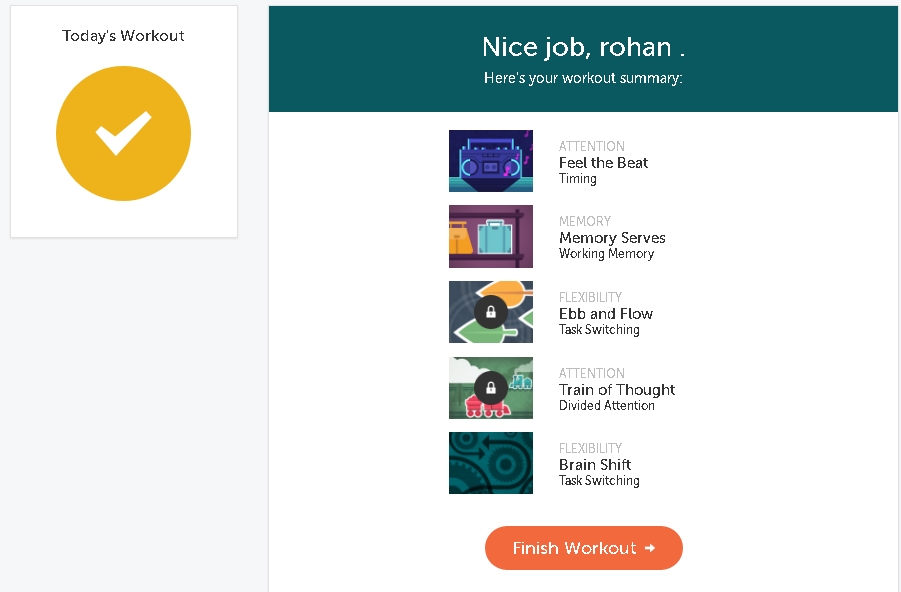 Today's Workout
Nice job, rohan .
Here's your workout summary:
ATTENTION
Feel the Beat
Timing
MEMORY
Memory Serves
Working Memory
FLEXIBILITY
Ebb and Flow
Task Switching
ATTENTION
Train of Thought
Divided Attention
FLEXIBILITY
Brain Shift
Task Switching
Finish Workout